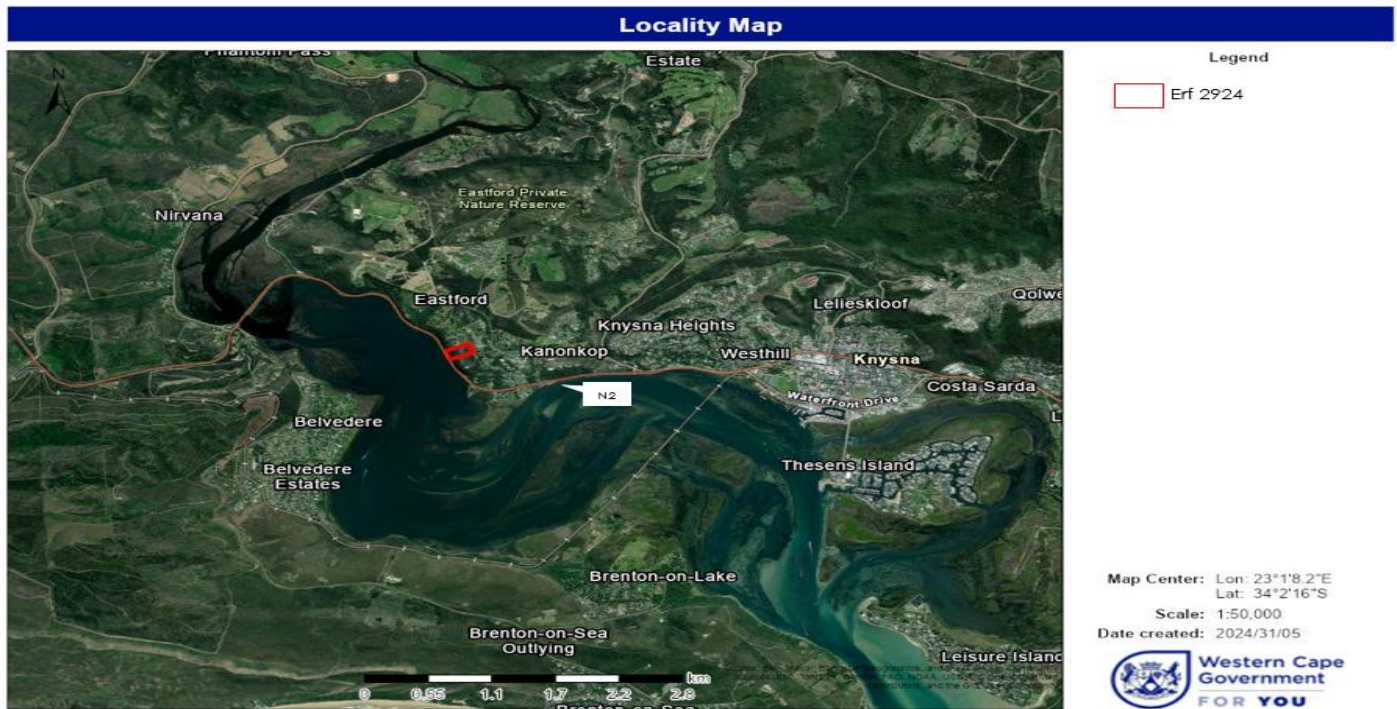 Locality Map
Phantom Pass
Estate
N
Eastford Private
Nature Reserve
Nirvana
Eastford
Lelieskloof
Qolwe
Knysna Heights
Kanonkop
Westhill
Knysna
Costa Sarda
N2
Waterfront Drive
Belvedere
Belvedere
Estates
Thesens Island
Brenton-on-Lake
Brenton-on-Sea
Outlying
Leisure Island
km
0 0.55 1.1 1.7 2.2 2.8
Brenton-on-Sea
Legend
Erf 2924
Map Center: Lon: 23°1'8.2"E
Lat: 34°2'16"S
Scale: 1:50,000
Date created: 2024/31/05
Western Cape
Government
FOR YOU